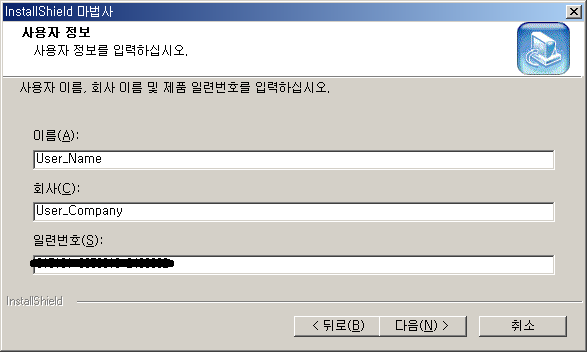 InstallShield 마법사
사용자 정보
사용자 정보를 입력하십시오.
사용자 이름, 회사 이름 및 제품 일련번호를 입력하십시오.
이름(A):
User_Name
회사(C):
User_Company
일련번호(S):
InstallShield
< 뒤로(B) 다음(N) > 취소